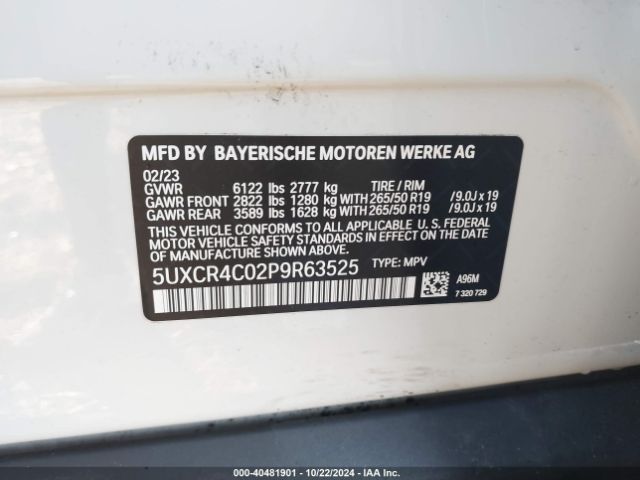 MFD BY BAYERISCHE MOTOREN WERKE AG
02/23
GVWR 6122 lbs 2777 kg TIRE / RIM
GAWR FRONT 2822 lbs 1280 kg WITH 265/50 R19 /9.0J x 19
GAWR REAR 3589 lbs 1628 kg WITH 265/50 R19 /9.0J x 19
THIS VEHICLE CONFORMS TO ALL APPLICABLE U.S. FEDERAL
MOTOR VEHICLE SAFETY STANDARDS IN EFFECT ON THE DATE
OF MANUFACTURE SHOWN ABOVE.
5UXCR4C02P9R63525 TYPE: MPV
A96M
7 320 729
000-40481901 - 10/22/2024 - IAA Inc.